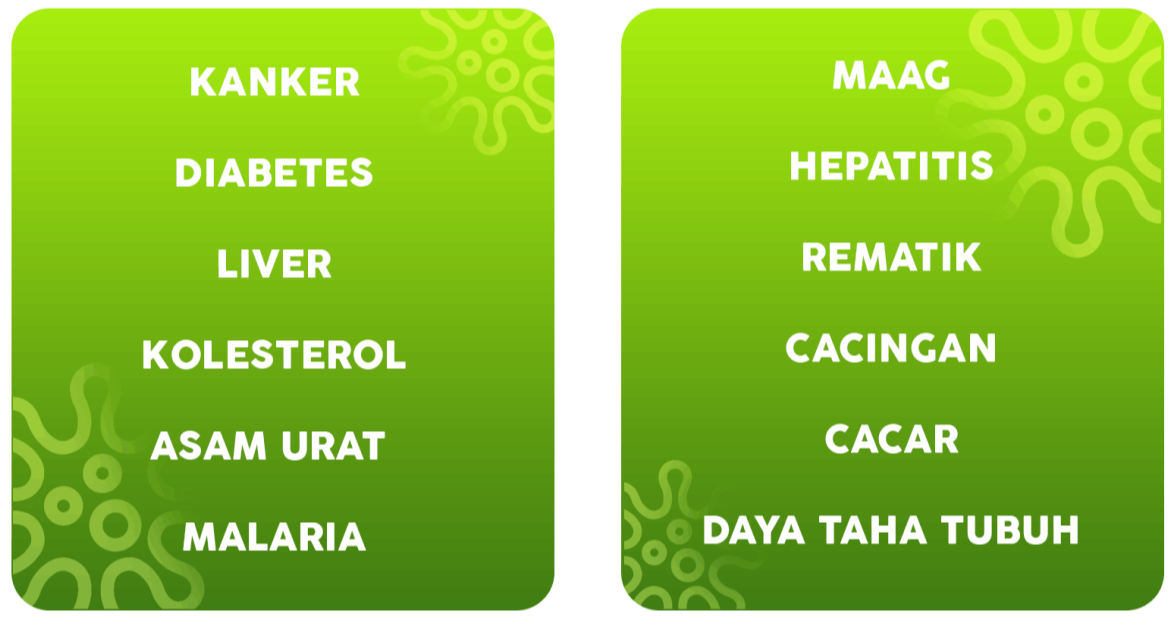 KANKER
DIABETES
LIVER
KOLESTEROL
ASAM URAT
MALARIA
MAAG
HEPATITIS
REMATIK
CACINGAN
CACAR
DAYA TAHA TUBUH